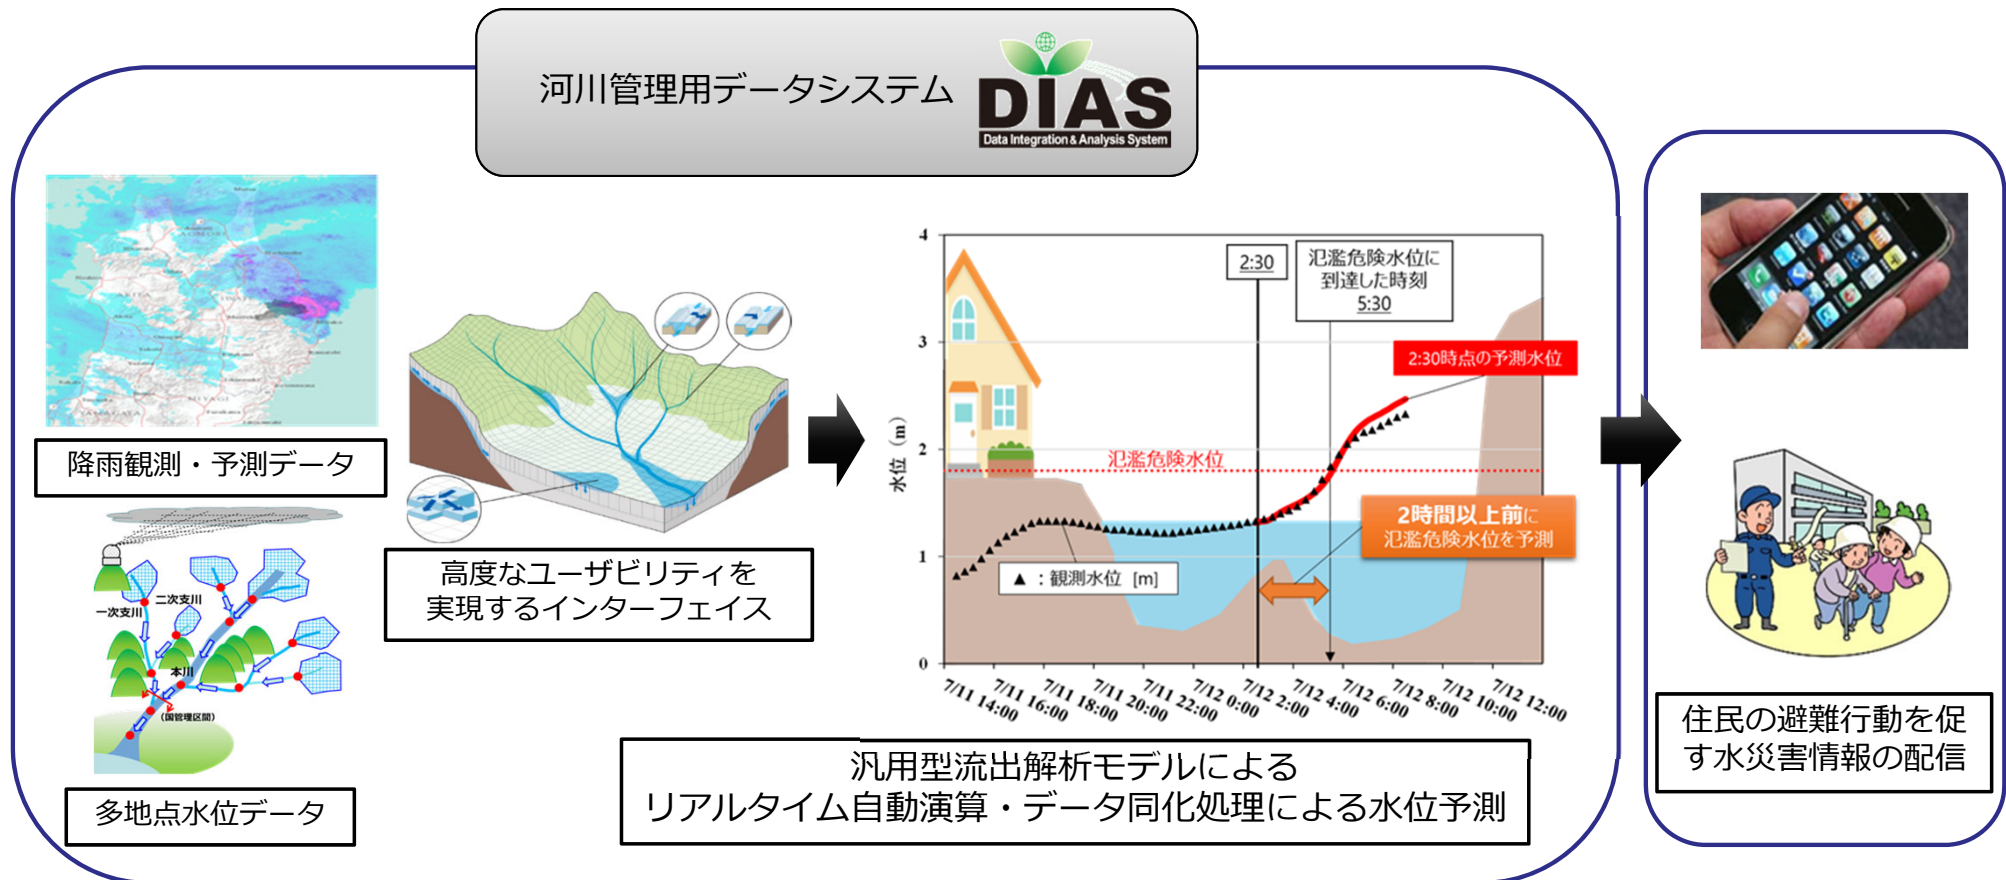 河川管理用データシステム
DIAS
Data Integration & Analysis System
降雨観測・予測データ
一次支川
二次支川
本川
(国管理区間)
多地点水位データ
高度なユーザビリティを
実現するインターフェイス
水位 (m)
4
3
2
1
0
2:30
氾濫危険水位に
到達した時刻
5:30
2:30時点の予測水位
氾濫危険水位
2時間以上前に
氾濫危険水位を予測
▲ : 観測水位 [m]
7/11 14:00
7/11 16:00
7/11 18:00
7/11 20:00
7/11 22:00
7/12 0:00
7/12 2:00
7/12 4:00
7/12 6:00
7/12 8:00
7/12 10:00
7/12 12:00
汎用型流出解析モデルによる
リアルタイム自動演算・データ同化処理による水位予測
住民の避難行動を促
す水災害情報の配信